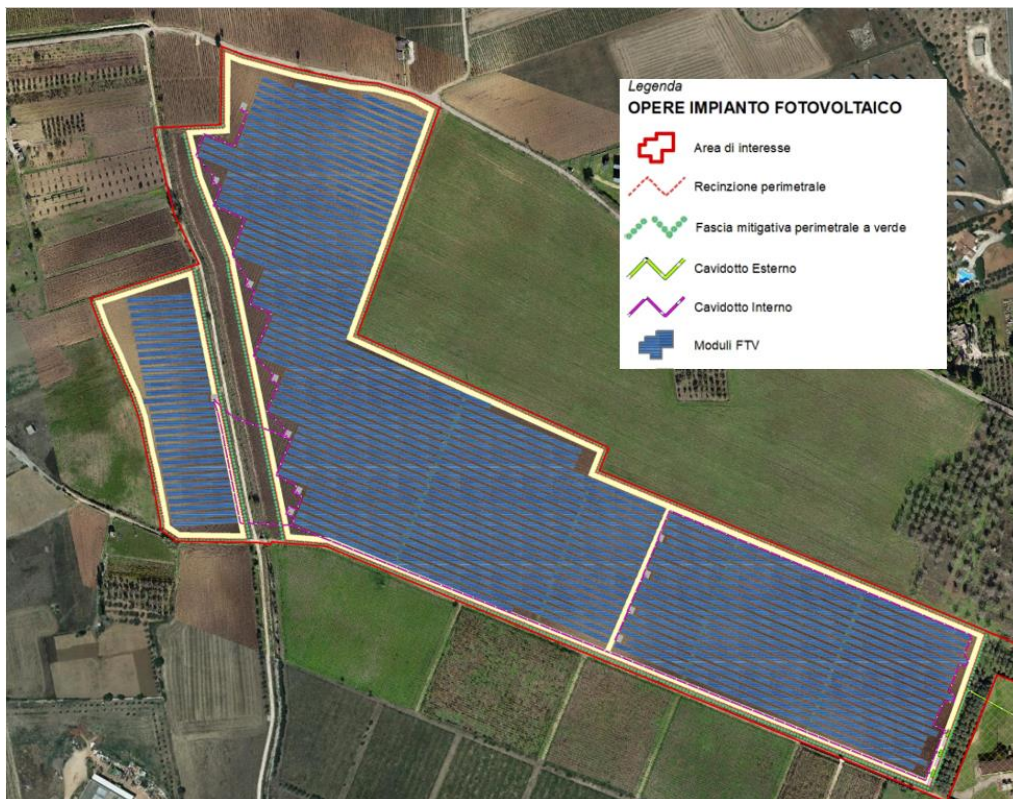 Legenda
OPERE IMPIANTO FOTOVOLTAICO
Area di interesse
Recinzione perimetrale
Fascia mitigativa perimetrale a verde
Cavidotto Esterno
Cavidotto Interno
Moduli FTV